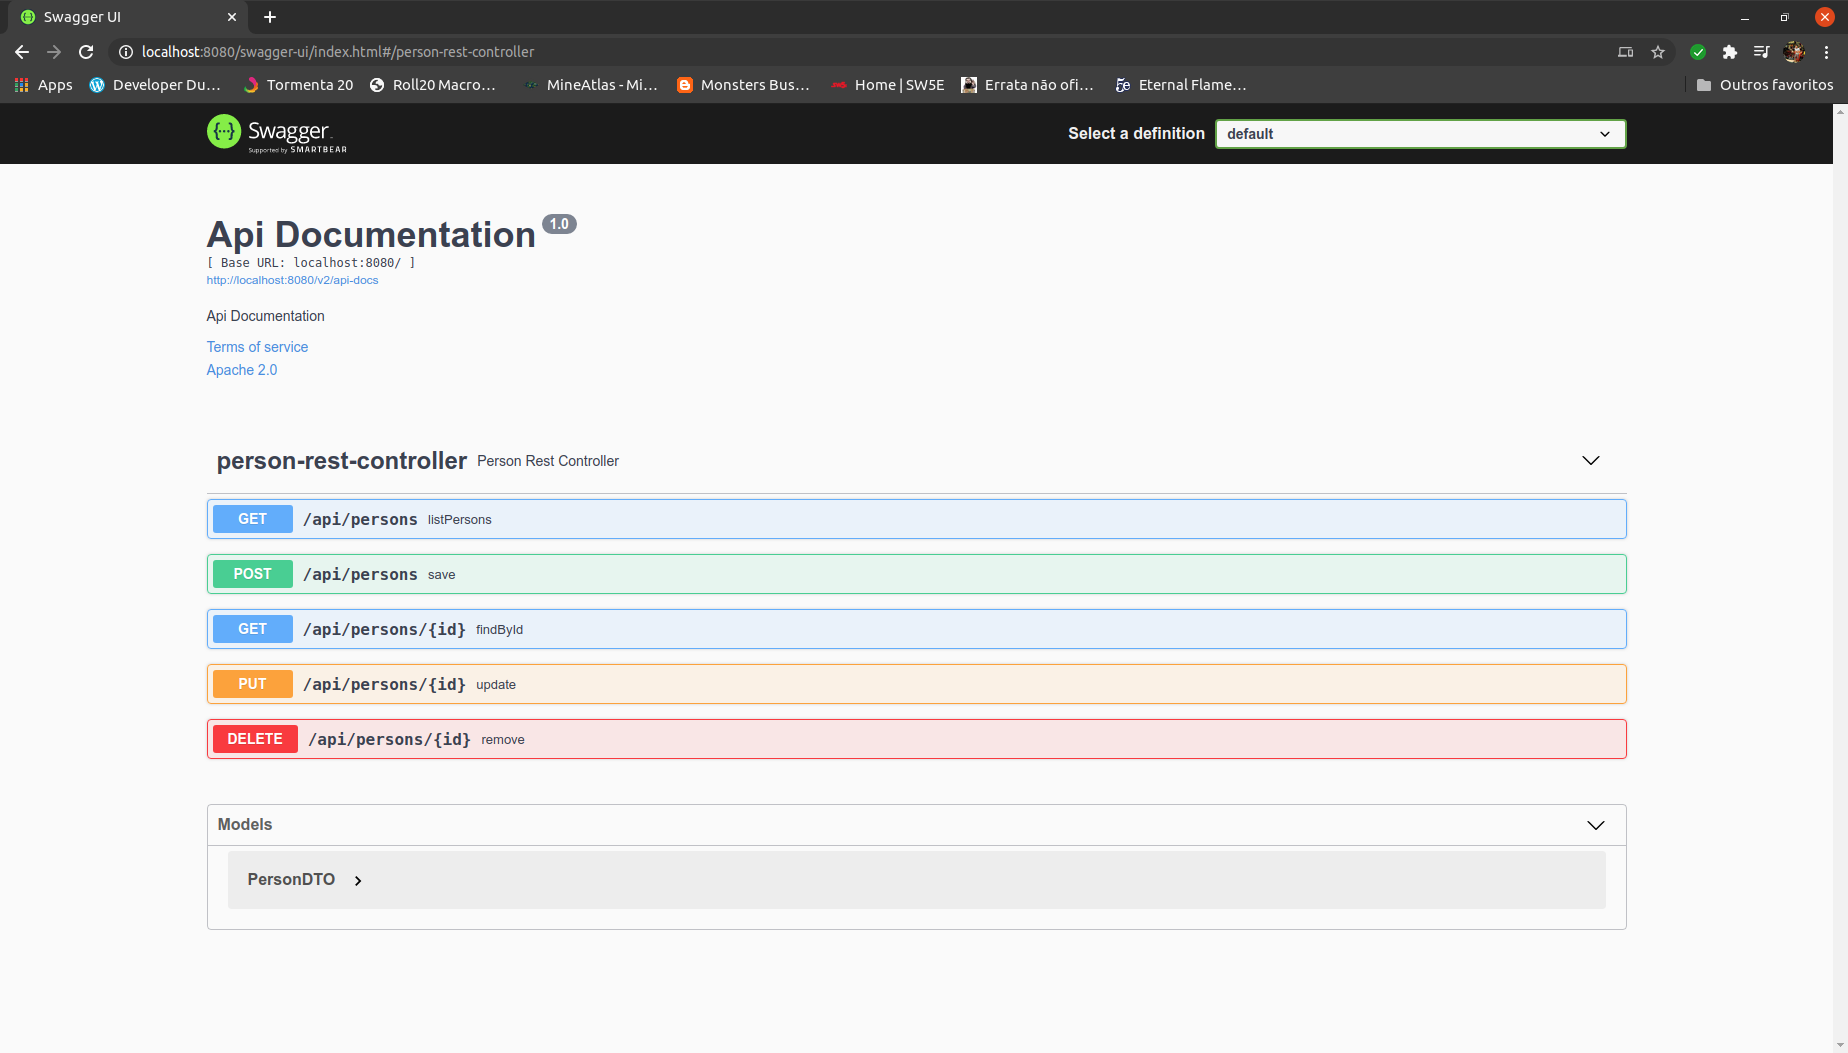 Swagger UI
localhost:8080/swagger-ui/index.html#/person-rest-controller
Apps Developer Du... Tormenta 20 Roll20 Macro... MineAtlas - Mi... Monsters Bus... Home | SW5E Errata não ofi... Eternal Flame... Outros favoritos
{···} Swagger
Supported by SMARTBEAR
Select a definition default
Api Documentation 1.0
[ Base URL: localhost:8080/ ]
http://localhost:8080/v2/api-docs
Api Documentation
Terms of service
Apache 2.0
person-rest-controller Person Rest Controller
GET /api/persons listPersons
POST /api/persons save
GET /api/persons/{id} findById
PUT /api/persons/{id} update
DELETE /api/persons/{id} remove
Models
PersonDTO